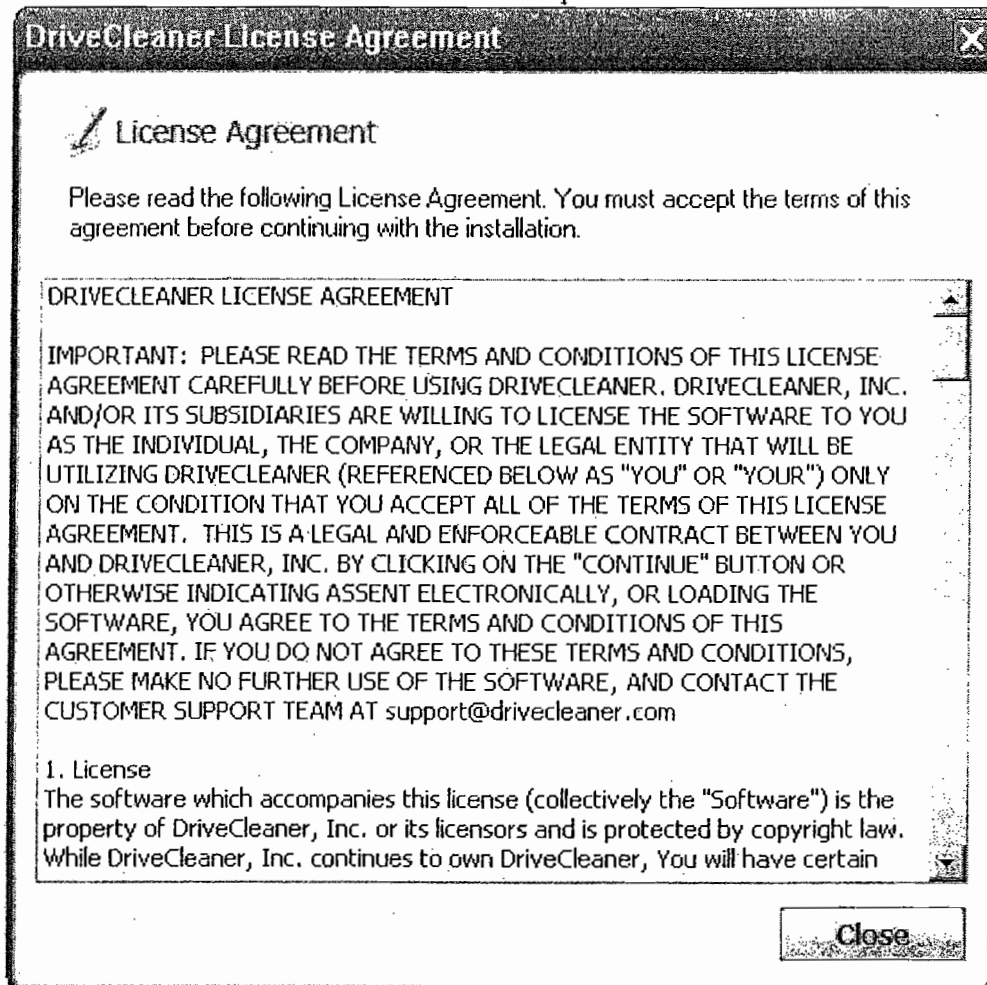 DriveCleaner License Agreement
License Agreement
Please read the following License Agreement. You must accept the terms of this
agreement before continuing with the installation.
DRIVECLEANER LICENSE AGREEMENT
IMPORTANT: PLEASE READ THE TERMS AND CONDITIONS OF THIS LICENSE
AGREEMENT CAREFULLY BEFORE USING DRIVECLEANER. DRIVECLEANER, INC.
AND/OR ITS SUBSIDIARIES ARE WILLING TO LICENSE THE SOFTWARE TO YOU
AS THE INDIVIDUAL, THE COMPANY, OR THE LEGAL ENTITY THAT WILL BE
UTILIZING DRIVECLEANER (REFERENCED BELOW AS "YOU" OR "YOUR") ONLY
ON THE CONDITION THAT YOU ACCEPT ALL OF THE TERMS OF THIS LICENSE
AGREEMENT. THIS IS A LEGAL AND ENFORCEABLE CONTRACT BETWEEN YOU
AND DRIVECLEANER, INC. BY CLICKING ON THE "CONTINUE" BUTTON OR
OTHERWISE INDICATING ASSENT ELECTRONICALLY, OR LOADING THE
SOFTWARE, YOU AGREE TO THE TERMS AND CONDITIONS OF THIS
AGREEMENT. IF YOU DO NOT AGREE TO THESE TERMS AND CONDITIONS,
PLEASE MAKE NO FURTHER USE OF THE SOFTWARE, AND CONTACT THE
CUSTOMER SUPPORT TEAM AT support@drivecleaner.com
1. License
The software which accompanies this license (collectively the "Software") is the
property of DriveCleaner, Inc. or its licensors and is protected by copyright law.
While DriveCleaner, Inc. continues to own DriveCleaner, You will have certain
Close